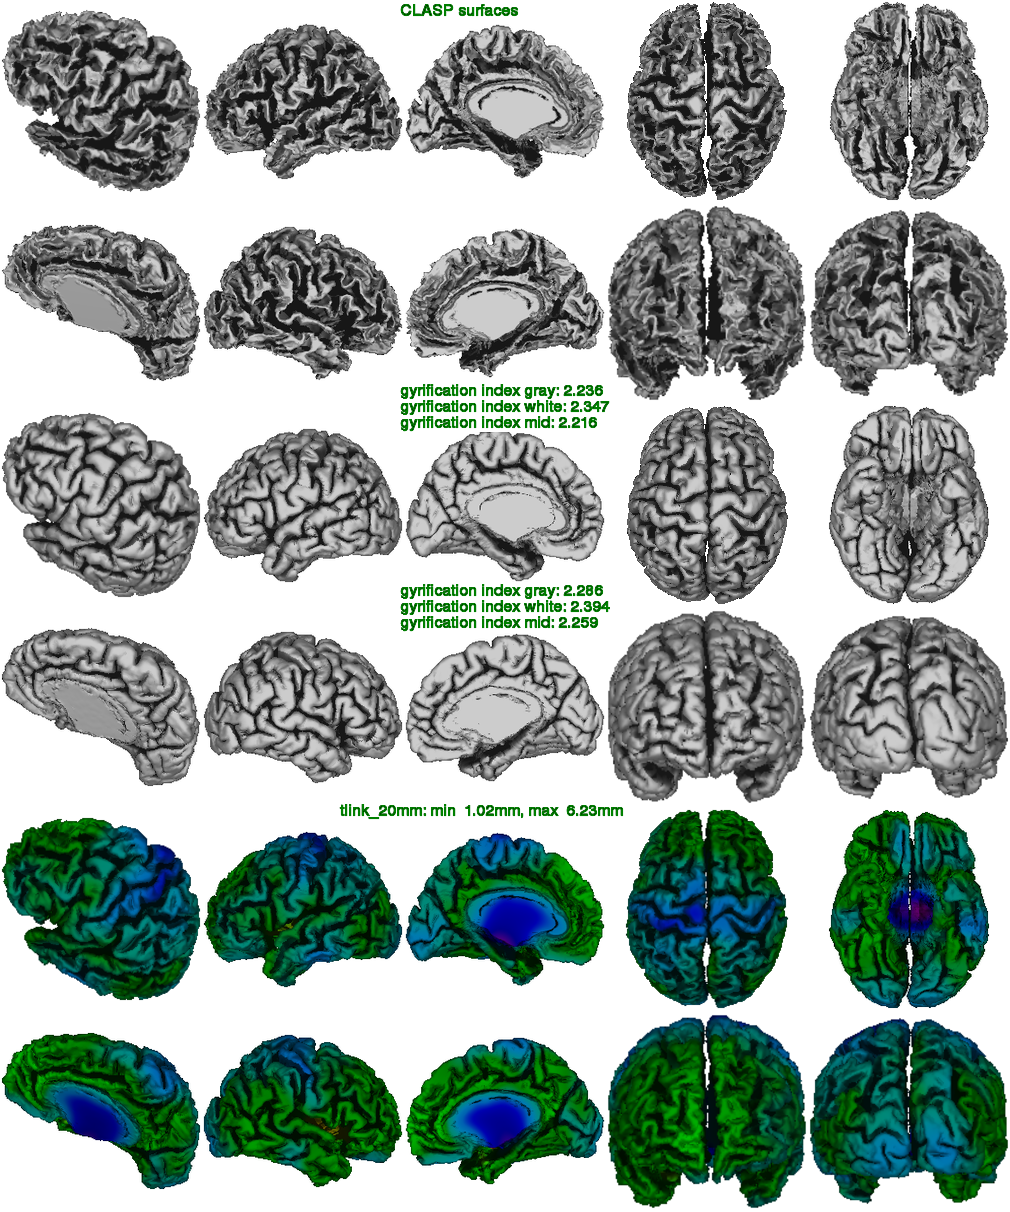 CLASP surfaces
gyrification index gray: 2.236
gyrification index white: 2.347
gyrification index mid: 2.216
gyrification index gray: 2.286
gyrification index white: 2.394
gyrification index mid: 2.259
tlink_20mm: min 1.02mm, max 6.23mm